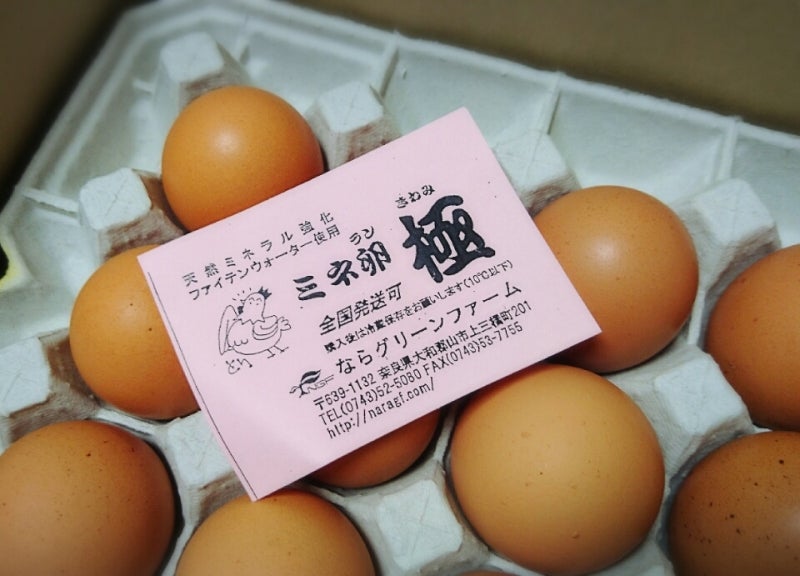 天然ミネラル強化
ファイテンウォーター使用
きわみ
ラン
三ネ卵 極
全国発送可
購入後は冷蔵保存をお願いします(10℃以下)
とり
ならグリーンファーム
NGF
〒639-1132 奈良県大和郡山市上三橋町201
TEL(0743)52-5080 FAX(0743)53-7755
http://naragf.com/